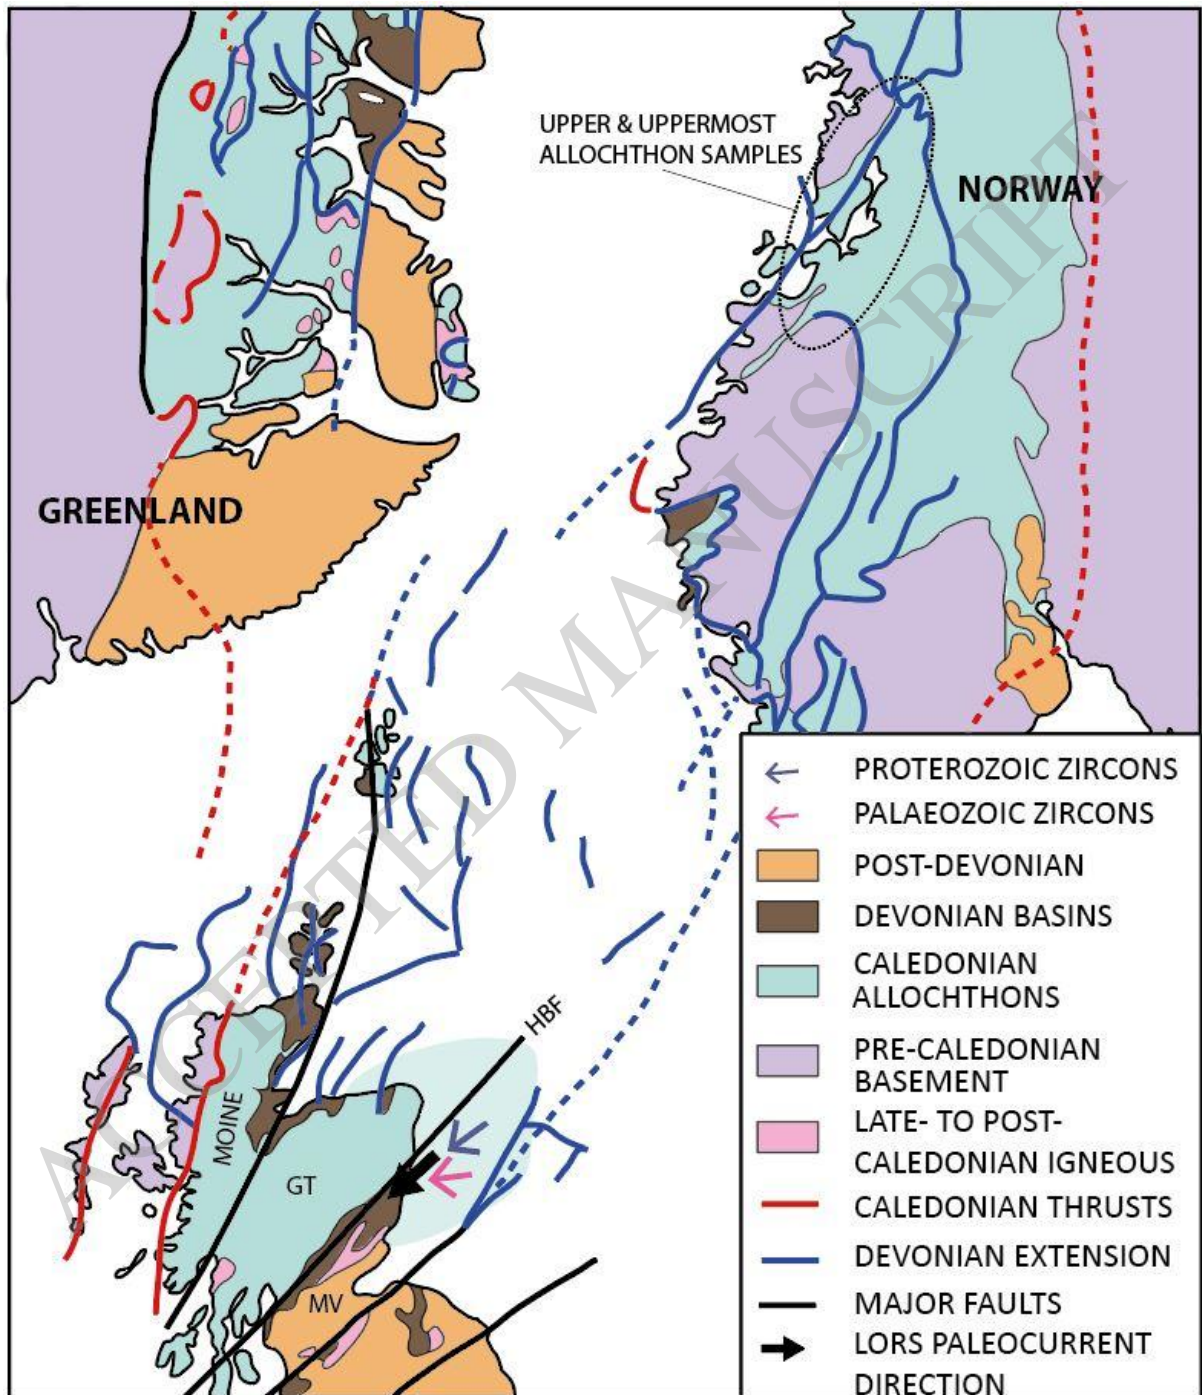 UPPER & UPPERMOST
ALLOCHTHON SAMPLES
NORWAY
GREENLAND
ACCEPTED MANUSCRIPT
HBF
MOINE
GT
MV
PROTEROZOIC ZIRCONS
PALAEOZOIC ZIRCONS
POST-DEVONIAN
DEVONIAN BASINS
CALEDONIAN
ALLOCHTHONS
PRE-CALEDONIAN
BASEMENT
LATE- TO POST-
CALEDONIAN IGNEOUS
CALEDONIAN THRUSTS
DEVONIAN EXTENSION
MAJOR FAULTS
LORS PALEOCURRENT
DIRECTION